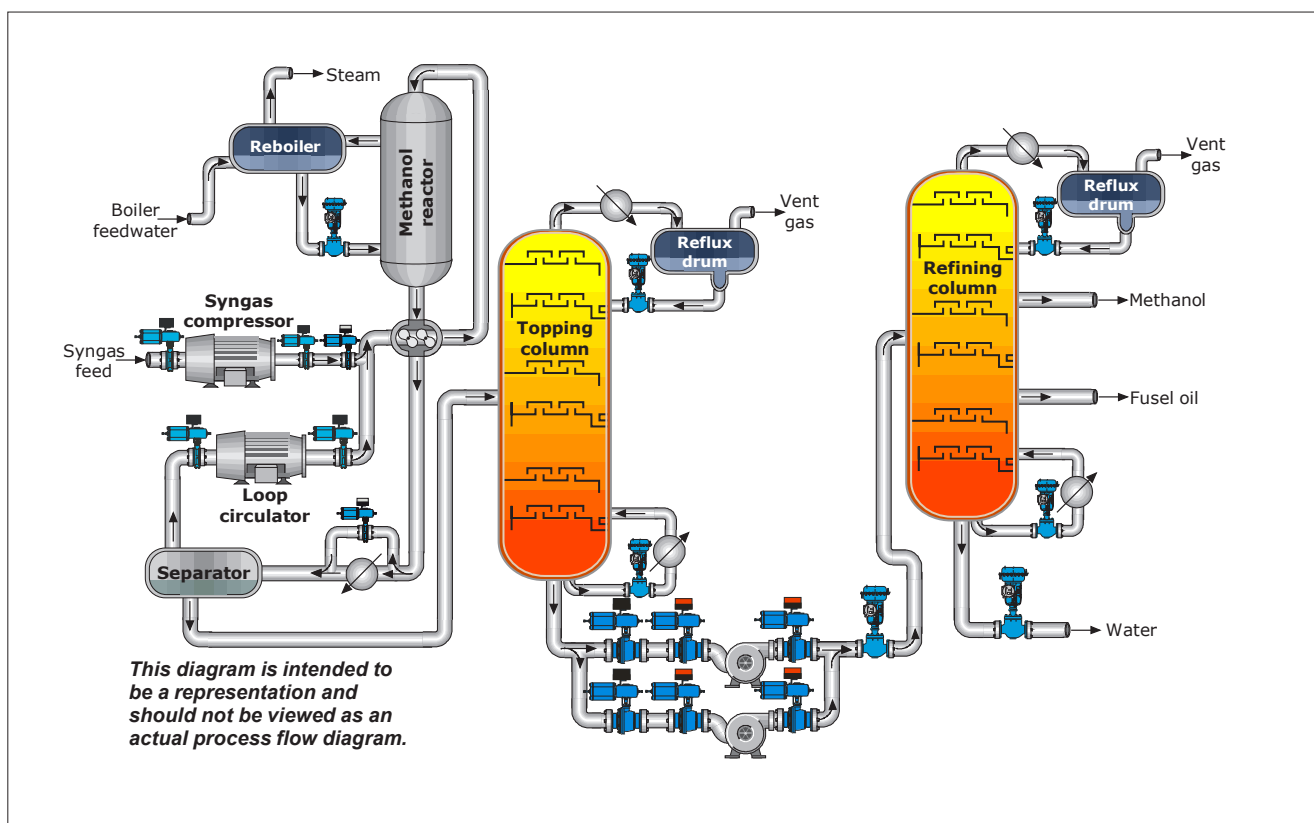 Steam
Reboiler
Boiler
feedwater
Methanol
reactor
Syngas
compressor
Syngas
feed
Loop
circulator
Separator
Vent
gas
Reflux
drum
Topping
column
Vent
gas
Reflux
drum
Refining
column
Methanol
Fusel oil
Water
This diagram is intended to
be a representation and
should not be viewed as an
actual process flow diagram.